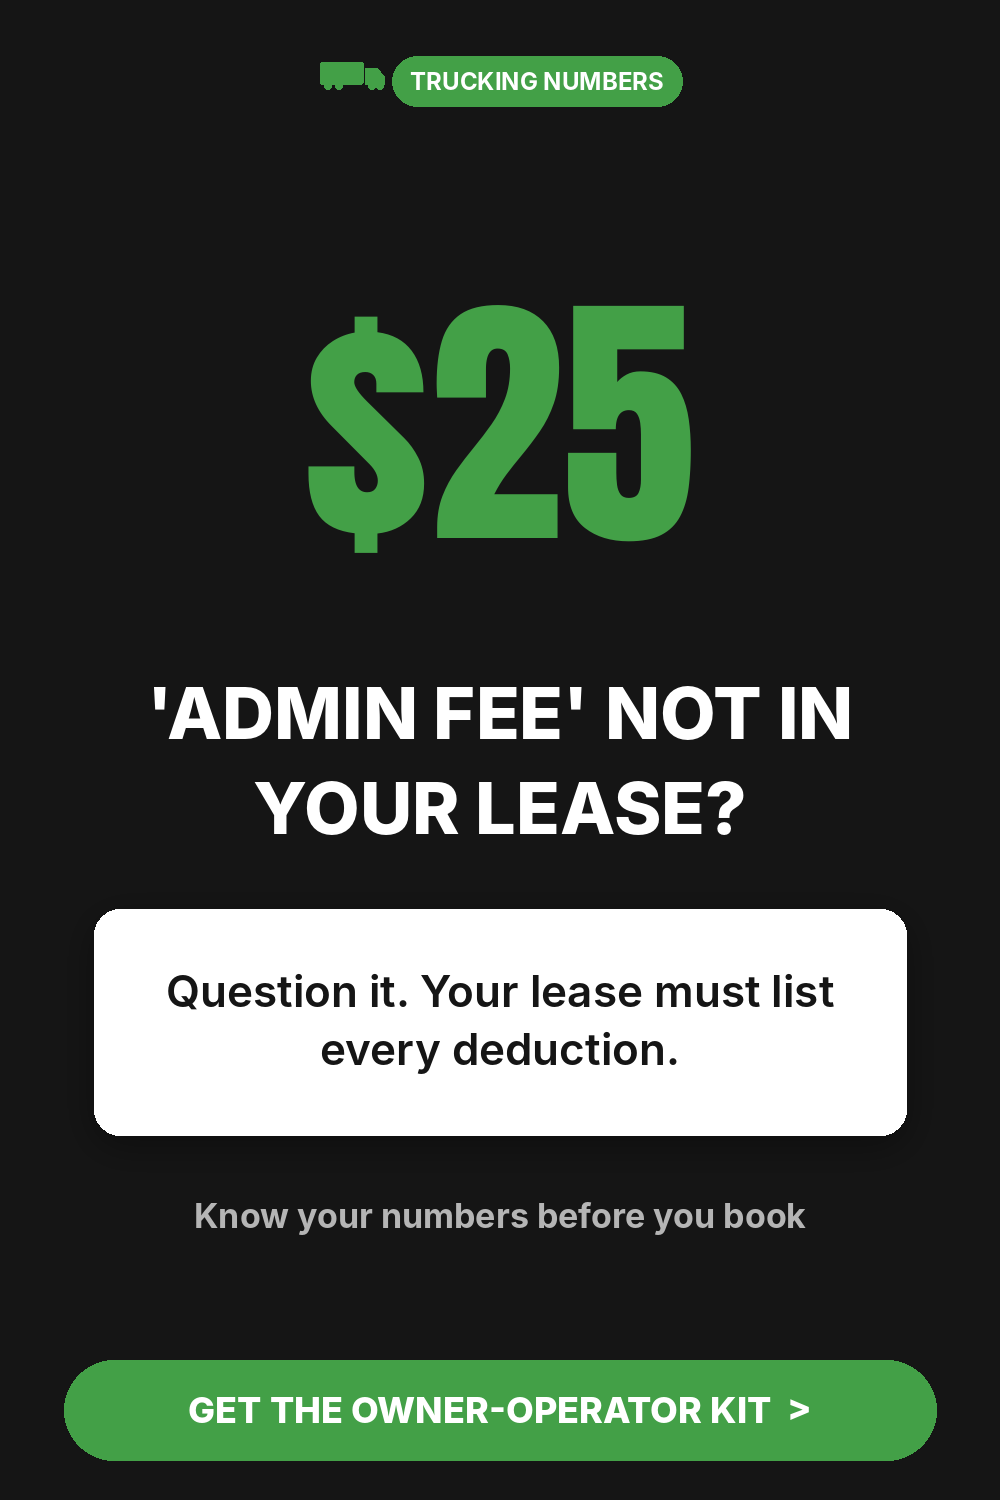 TRUCKING NUMBERS
$25
'ADMIN FEE' NOT IN
YOUR LEASE?
Question it. Your lease must list
every deduction.
Know your numbers before you book
GET THE OWNER-OPERATOR KIT >